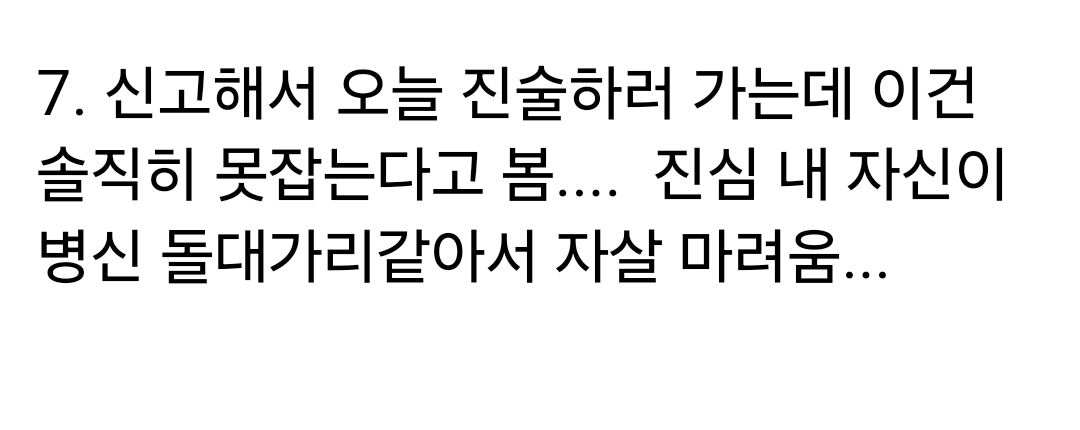 7. 신고해서 오늘 진술하러 가는데 이건
솔직히 못잡는다고 봄....  진심 내 자신이
병신 돌대가리같아서 자살 마려움...